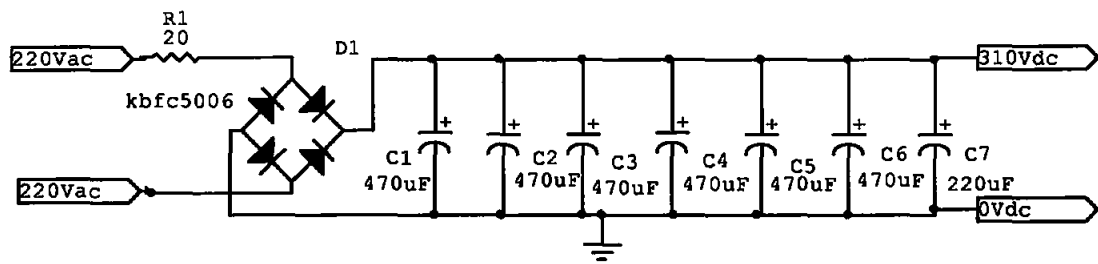 R1
20
220Vac
D1
310Vdc
kbfc5006
C1
470uF
C2
470uF
C3
470uF
C4
470uF
C5
470uF
C6
470uF
C7
220uF
220Vac
0Vdc